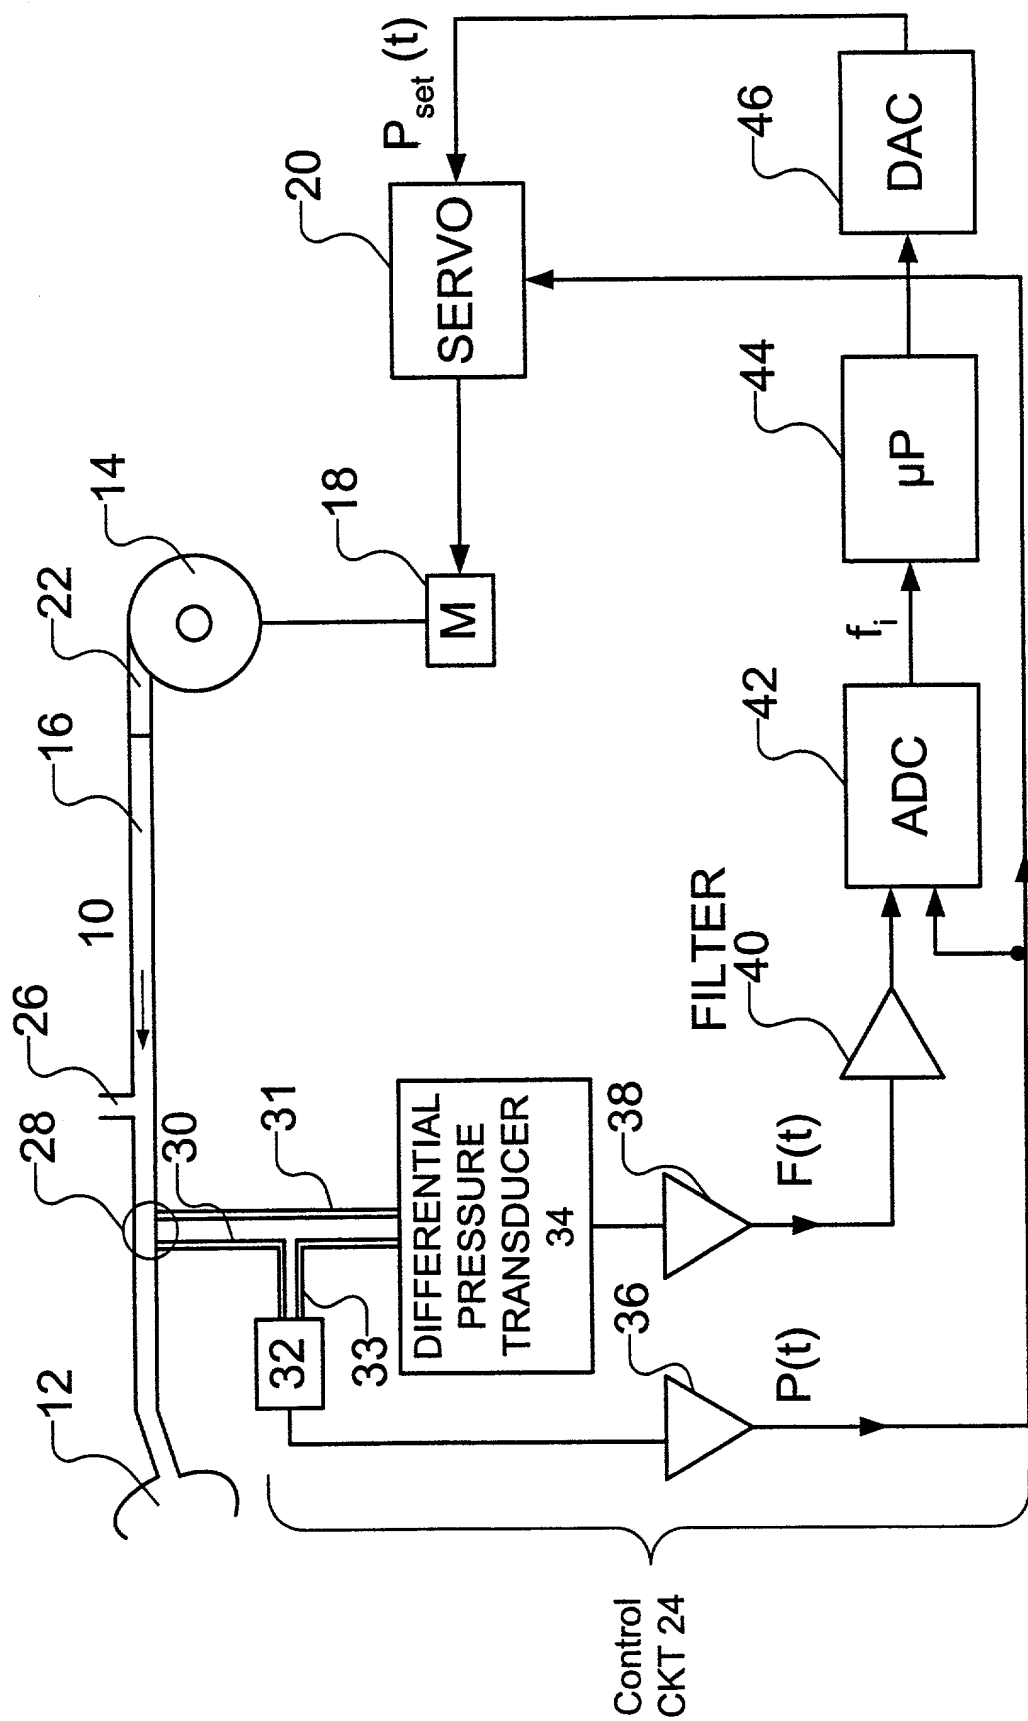 12
28
26
10
16
22
14
30
31
32
33
DIFFERENTIAL
PRESSURE
TRANSDUCER
34
18
M
20
SERVO
P set (t)
36
P(t)
38
F(t)
FILTER
40
42
ADC
f i
44
µP
46
DAC
Control
CKT 24